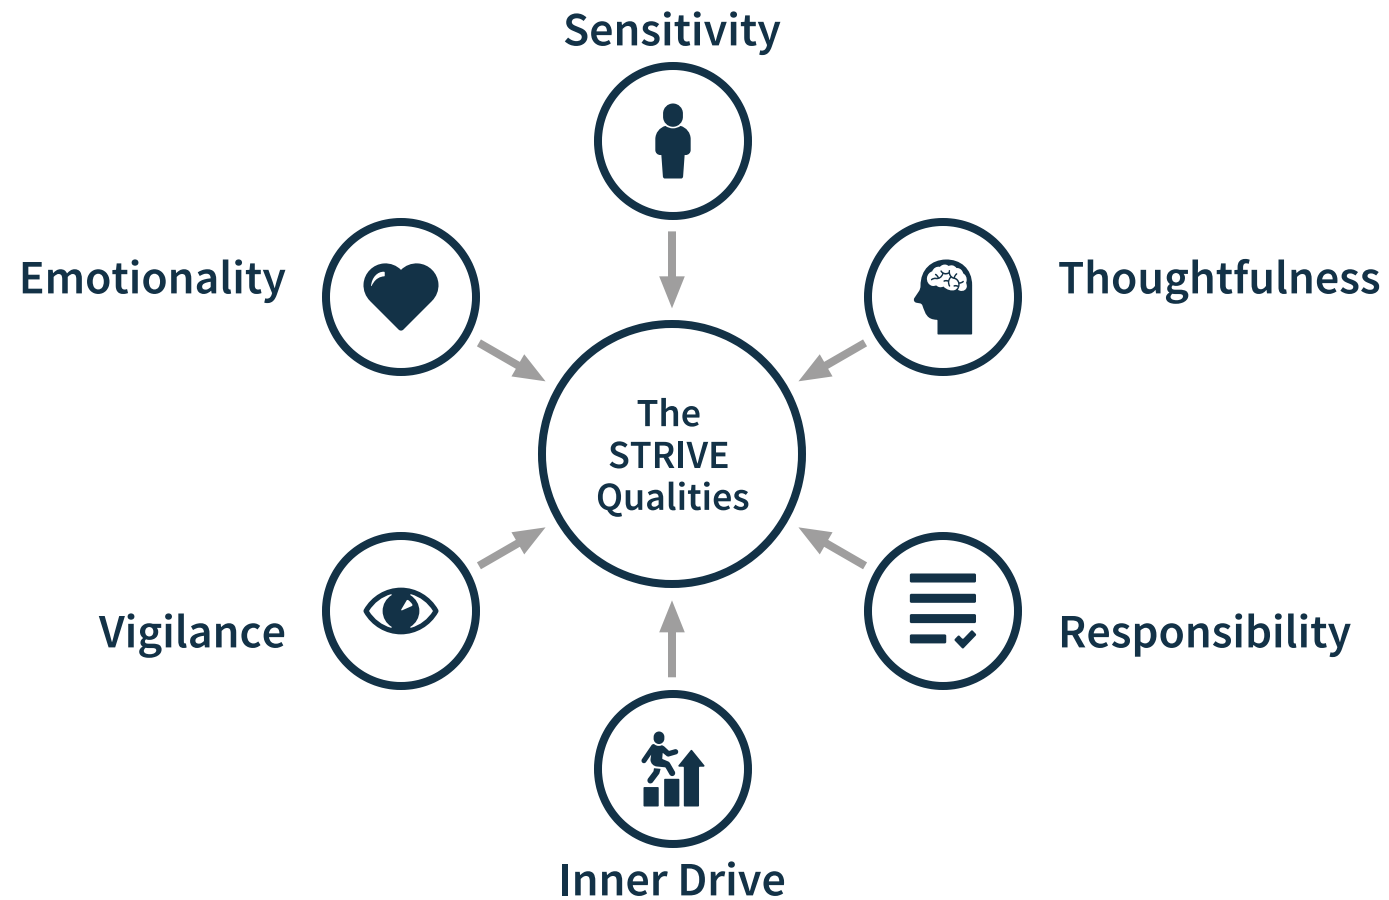 Sensitivity
Emotionality
Thoughtfulness
The
STRIVE
Qualities
Vigilance
Responsibility
Inner Drive